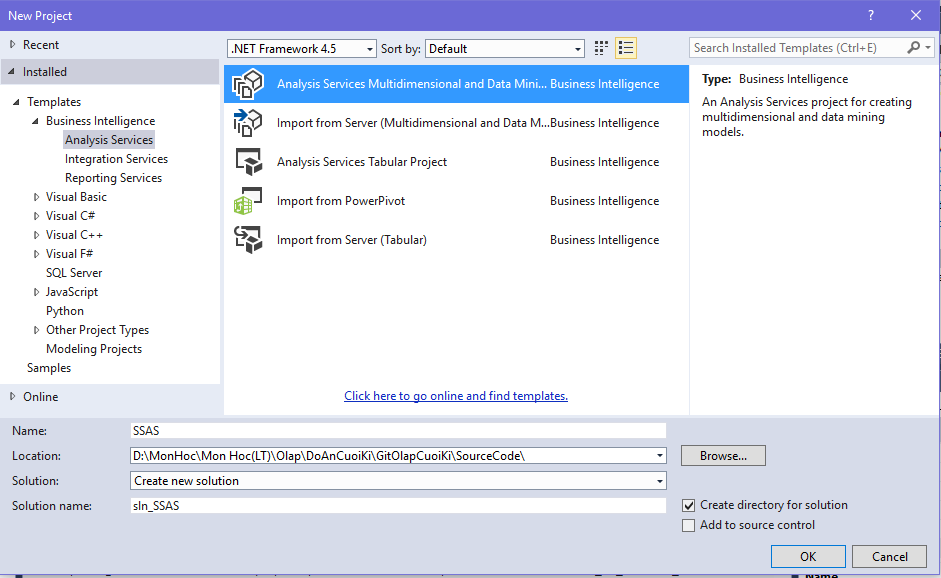 New Project
? 
Recent
Installed
Templates
Business Intelligence
Analysis Services
Integration Services
Reporting Services
Visual Basic
Visual C#
Visual C++
Visual F#
SQL Server
JavaScript
Python
Other Project Types
Modeling Projects
Samples
Online
.NET Framework 4.5 Sort by: Default
Analysis Services Multidimensional and Data Mini... Business Intelligence
Import from Server (Multidimensional and Data M... Business Intelligence
Analysis Services Tabular Project Business Intelligence
Import from PowerPivot Business Intelligence
Import from Server (Tabular) Business Intelligence
Click here to go online and find templates.
Search Installed Templates (Ctrl+E)
Type: Business Intelligence
An Analysis Services project for creating
multidimensional and data mining
models.
Name: SSAS
Location: D:\MonHoc\Mon Hoc(LT)\Olap\DoAnCuoiKi\GitOlapCuoiKi\SourceCode\ Browse...
Solution: Create new solution
Solution name: sln_SSAS
Create directory for solution
Add to source control
OK Cancel
Name